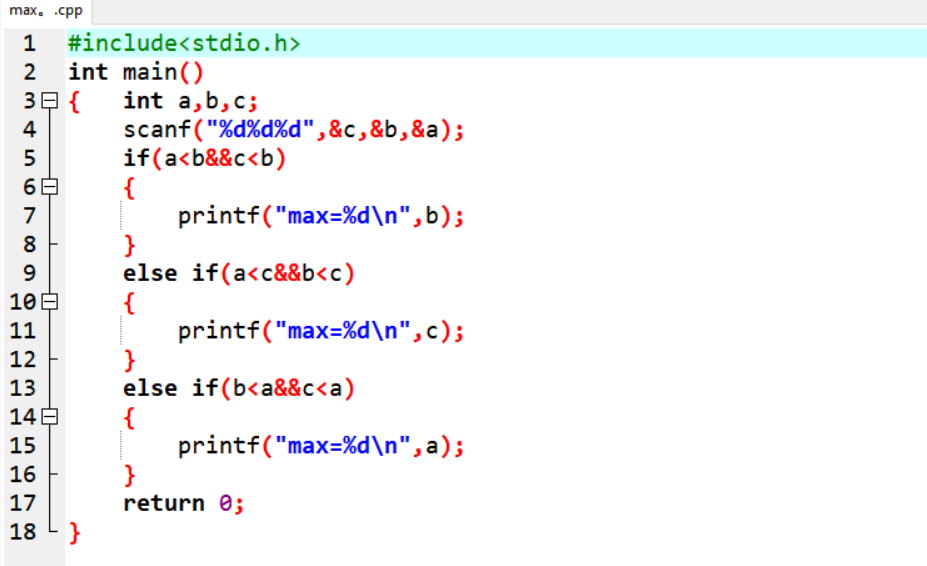 max。 .cpp
1 #include<stdio.h>
2 int main()
3 {   int a,b,c;
4     scanf("%d%d%d",&c,&b,&a);
5     if(a<b&&c<b)
6     {
7         printf("max=%d\n",b);
8     }
9     else if(a<c&&b<c)
10     {
11         printf("max=%d\n",c);
12     }
13     else if(b<a&&c<a)
14     {
15         printf("max=%d\n",a);
16     }
17     return 0;
18 }